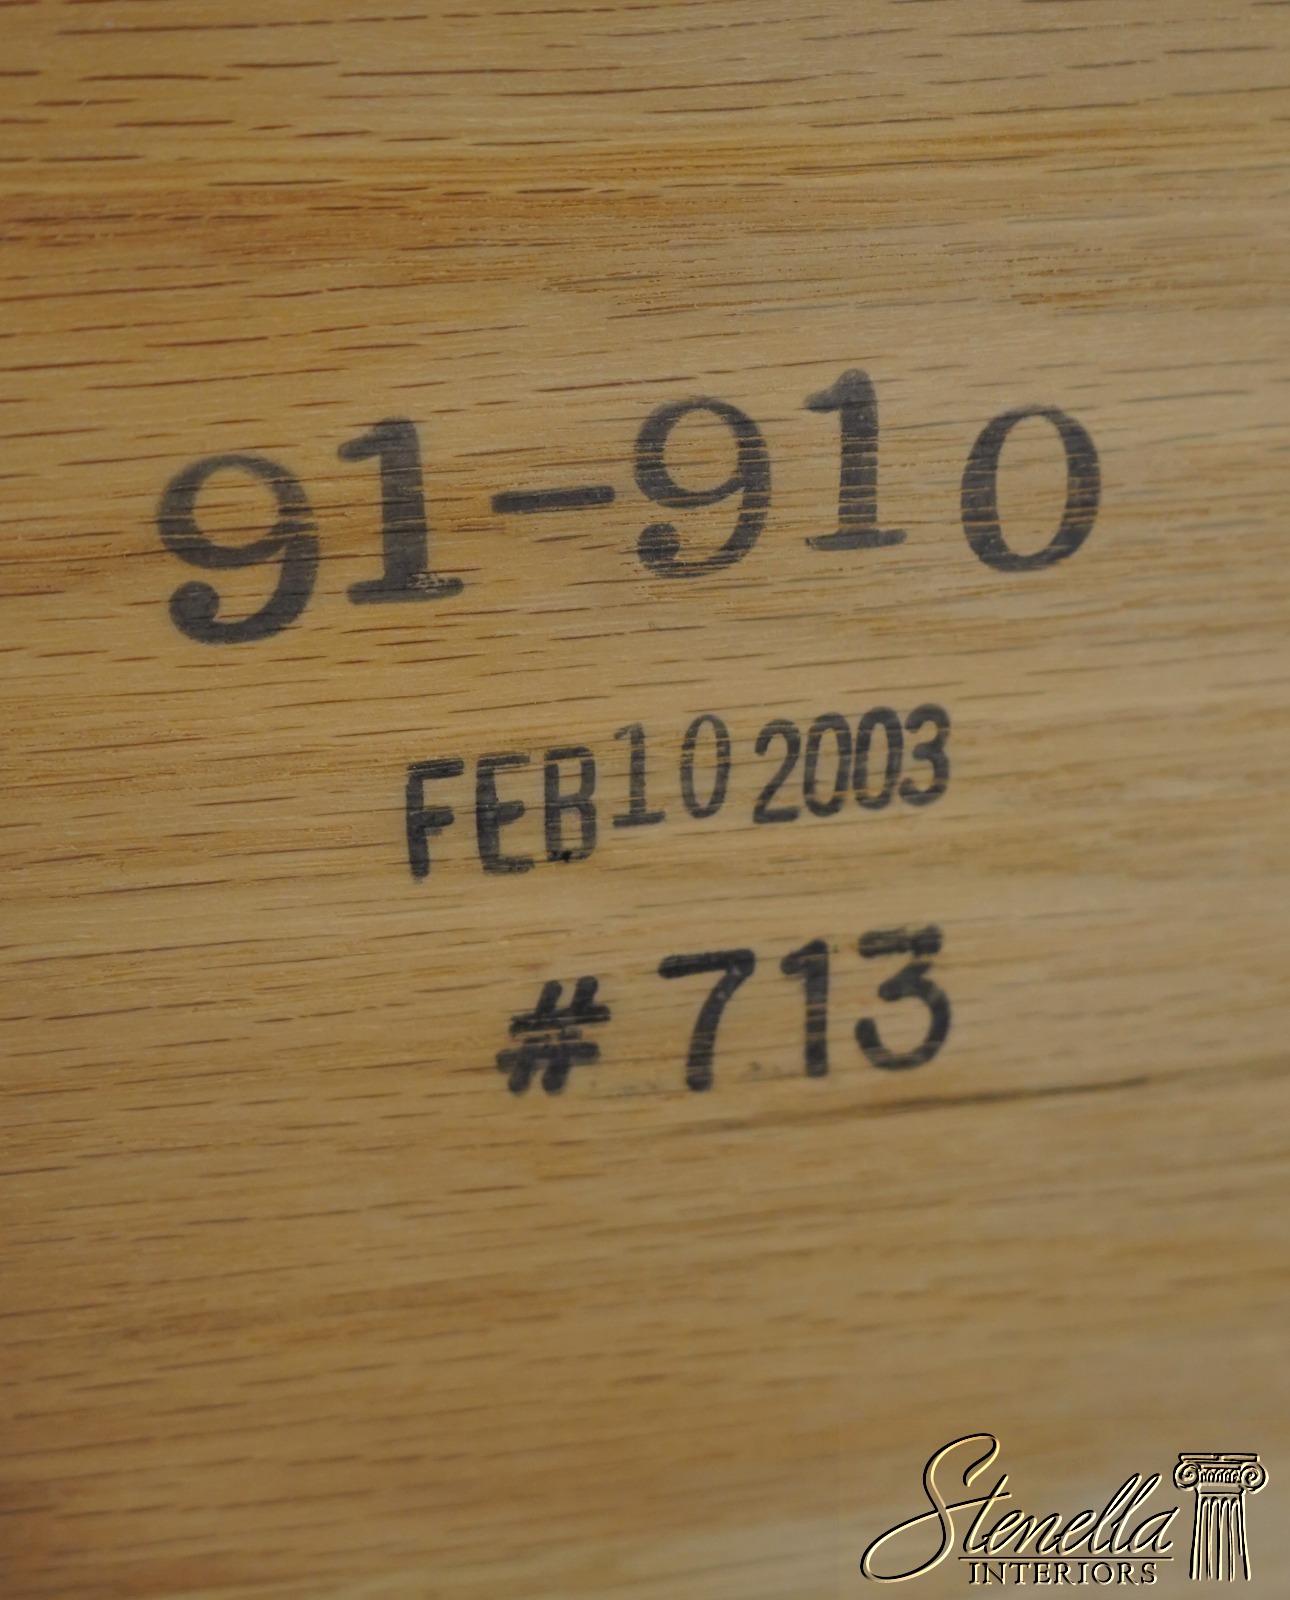 91-910
FEB 10 2003
# 713
Stenella
INTERIORS